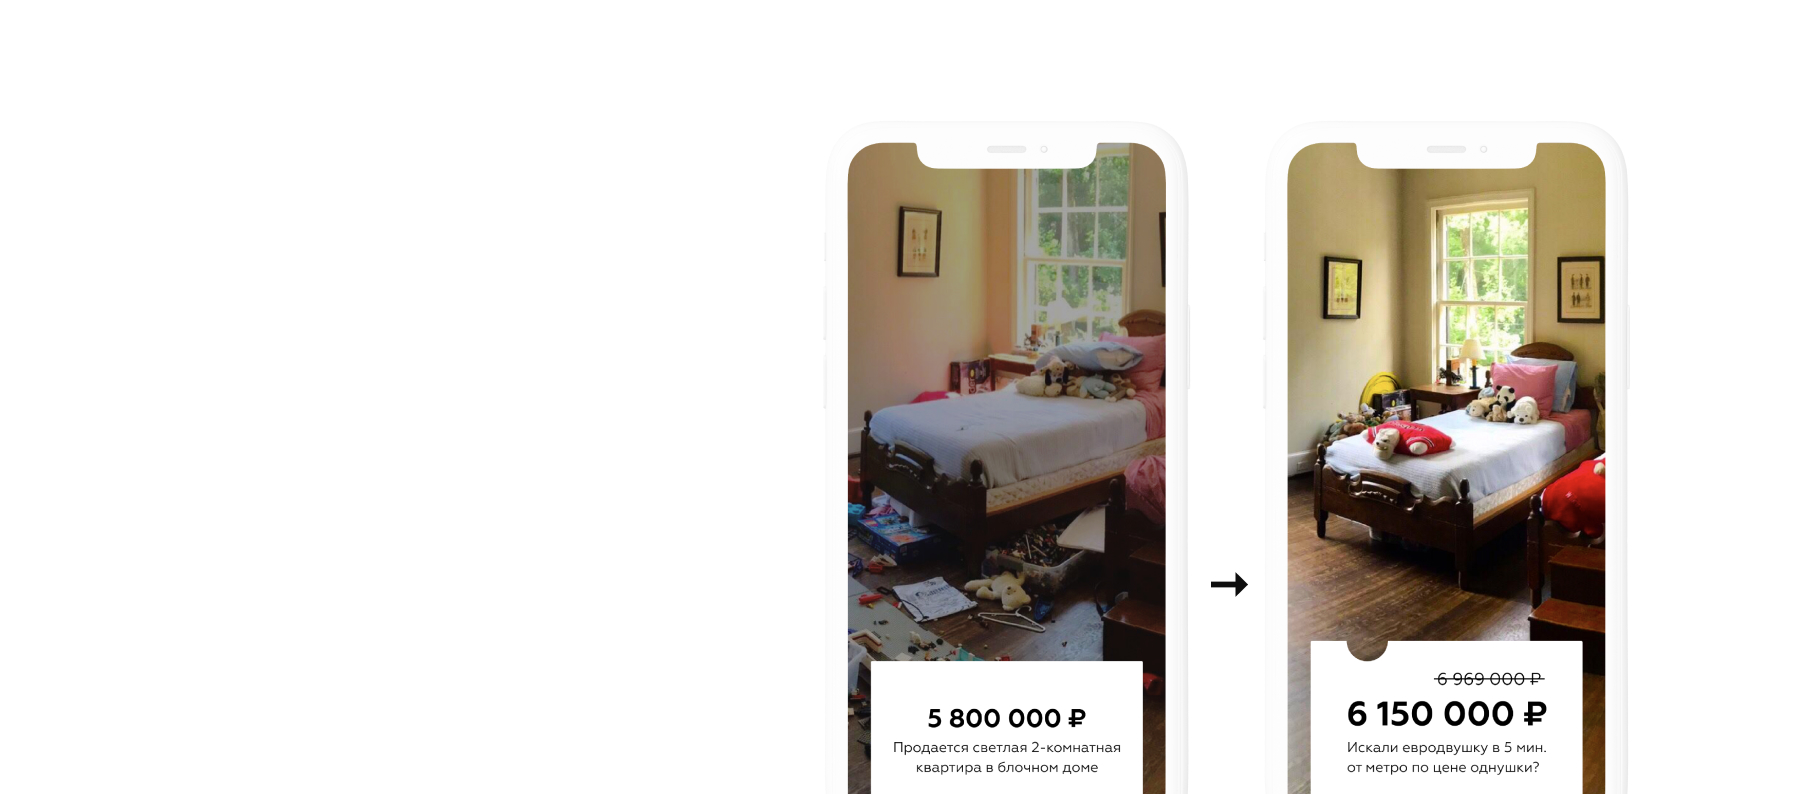 5 800 000 ₽
Продается светлая 2-комнатная
квартира в блочном доме
6 969 000 ₽
6 150 000 ₽
Искали евродвушку в 5 мин.
от метро по цене однушки?